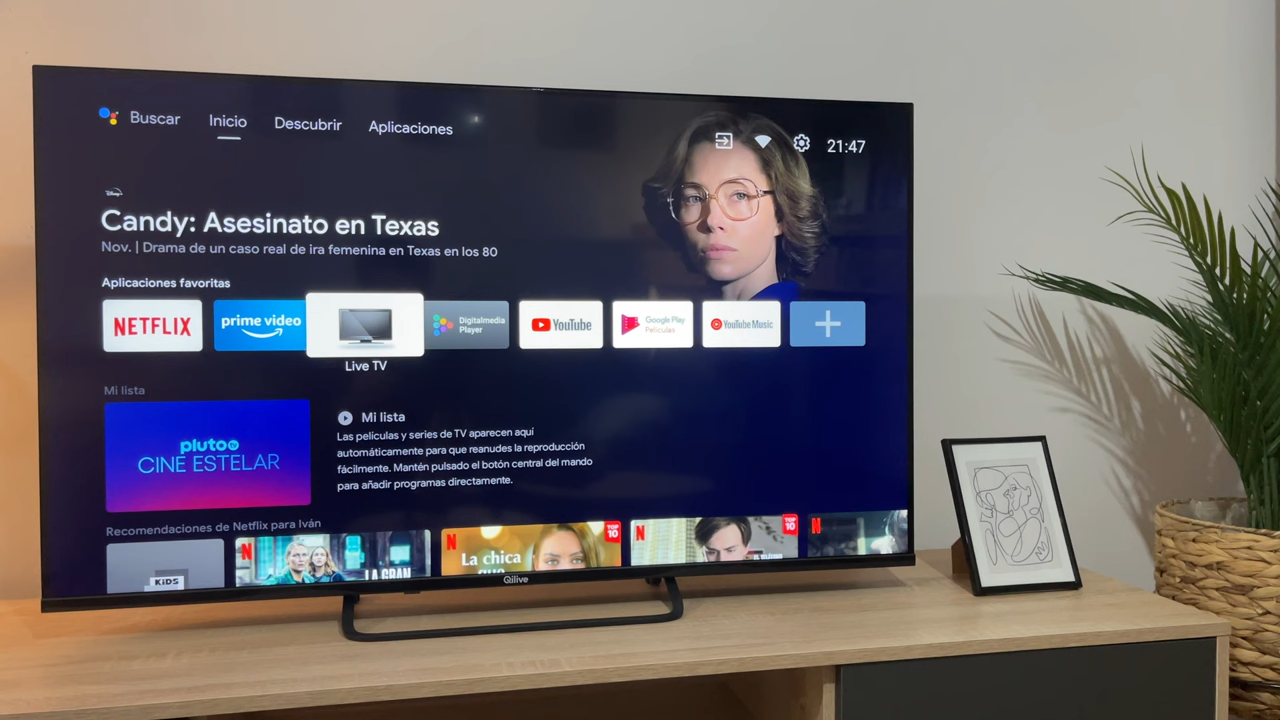 Buscar
Inicio
Descubrir
Aplicaciones
21:47
Disney+
Candy: Asesinato en Texas
Nov. | Drama de un caso real de ira femenina en Texas en los 80
Aplicaciones favoritas
NETFLIX
prime video
Digitalmedia
Player
YouTube
Google Play
Películas
YouTube Music
Live TV
Mi lista
pluto tv
CINE ESTELAR
Mi lista
Las películas y series de TV aparecen aquí
automáticamente para que reanudes la reproducción
fácilmente. Mantén pulsado el botón central del mando
para añadir programas directamente.
Recomendaciones de Netflix para Iván
KiDS
N
LA GRAN
N
La chica
que
TOP
10
N
TOP
10
N
Qilive